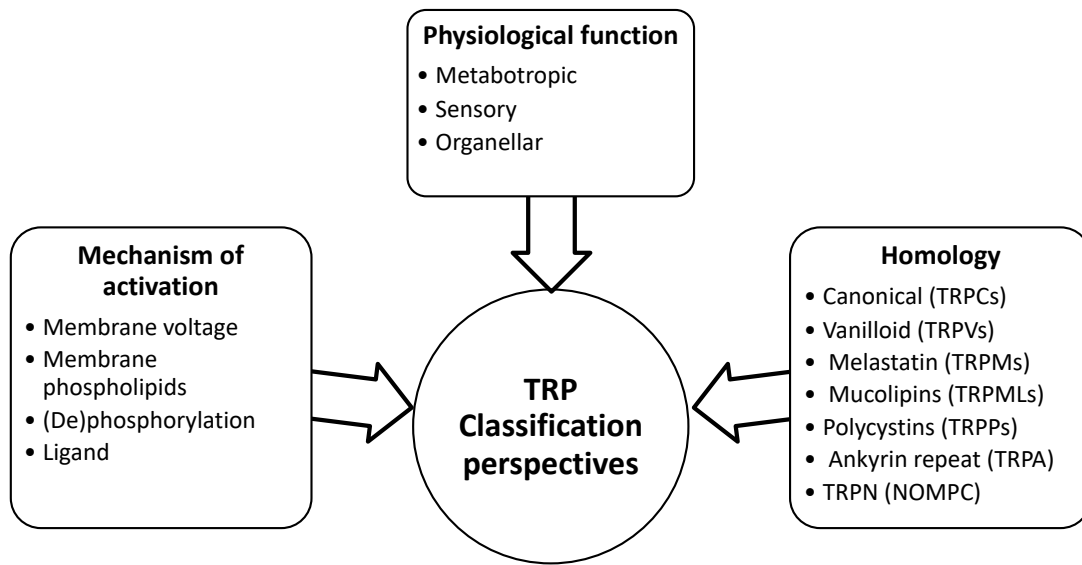 Physiological function
• Metabotropic
• Sensory
• Organellar
Mechanism of
activation
• Membrane voltage
• Membrane
phospholipids
• (De)phosphorylation
• Ligand
TRP
Classification
perspectives
Homology
• Canonical (TRPCs)
• Vanilloid (TRPVs)
• Melastatin (TRPMs)
• Mucolipins (TRPMLs)
• Polycystins (TRPPs)
• Ankyrin repeat (TRPA)
• TRPN (NOMPC)